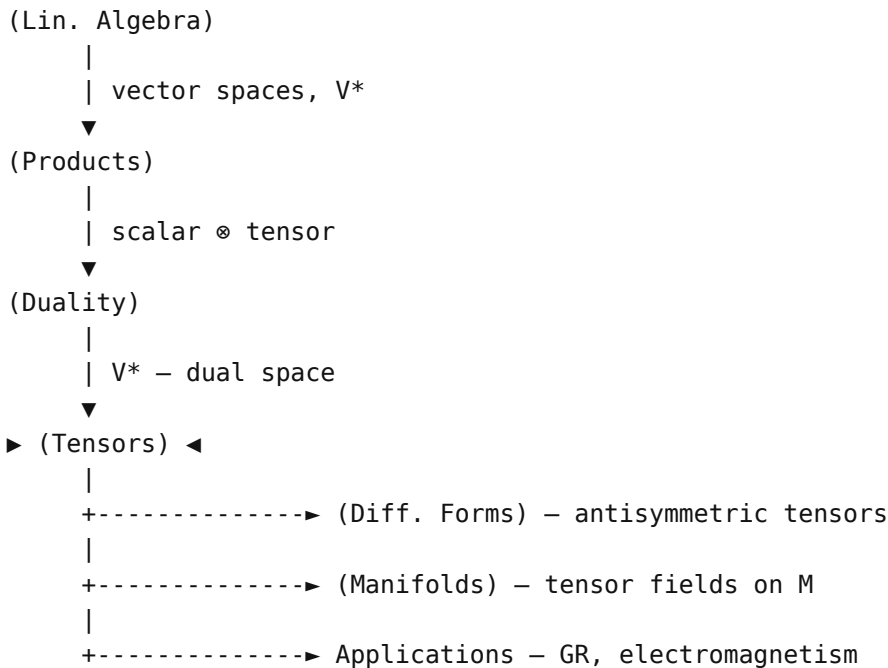 (Lin. Algebra)
|
| vector spaces, V*
▼
(Products)
|
| scalar ⊗ tensor
▼
(Duality)
|
| V* — dual space
▼
► (Tensors) ◄
|
+--------------► (Diff. Forms) — antisymmetric tensors
|
+--------------► (Manifolds) — tensor fields on M
|
+--------------► Applications — GR, electromagnetism